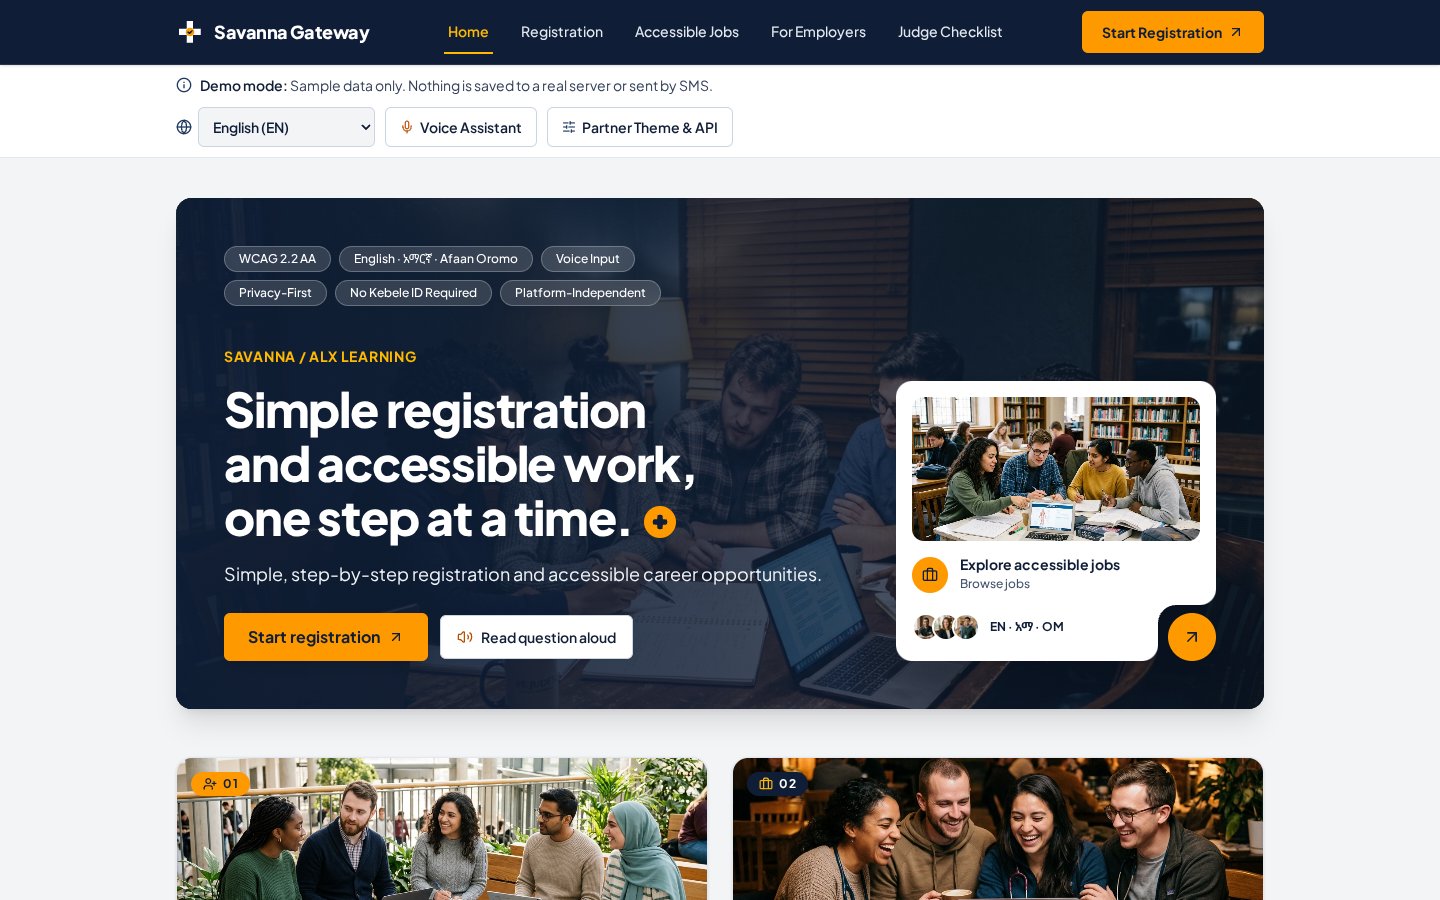 Savanna Gateway
Home
Registration
Accessible Jobs
For Employers
Judge Checklist
Start Registration
Demo mode: Sample data only. Nothing is saved to a real server or sent by SMS.
English (EN)
Voice Assistant
Partner Theme & API
WCAG 2.2 AA
English · አማርኛ · Afaan Oromo
Voice Input
Privacy-First
No Kebele ID Required
Platform-Independent
SAVANNA / ALX LEARNING
Simple registration
and accessible work,
one step at a time.
Simple, step-by-step registration and accessible career opportunities.
Start registration
Read question aloud
Explore accessible jobs
Browse jobs
EN · አማ · OM
01
02